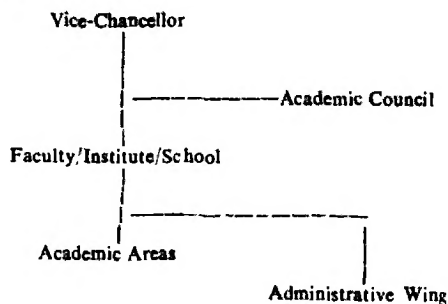 Vice-Chancellor
Academic Council
Faculty/Institute/School
Academic Areas
Administrative Wing